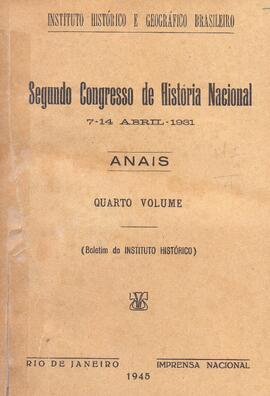 INSTITUTO HISTÓRICO E GEOGRÁFICO BRASILEIRO
Segundo Congresso de História Nacional
7-14 ABRIL-1931
ANAIS
QUARTO VOLUME
(Boletim do INSTITUTO HISTÓRICO)
RIO DE JANEIRO IMPRENSA NACIONAL
1945